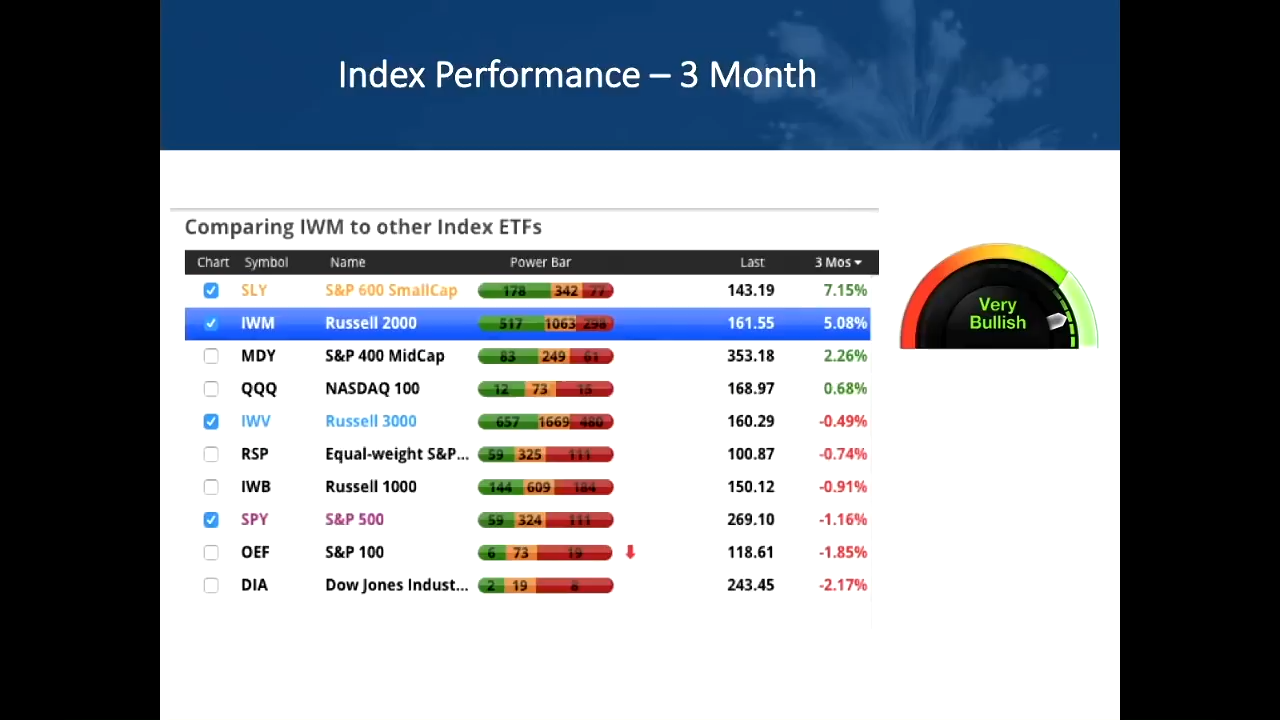 Index Performance – 3 Month
Comparing IWM to other Index ETFs
Chart Symbol Name Power Bar Last 3 Mos
SLY S&P 600 SmallCap 178 342 77 143.19 7.15%
IWM Russell 2000 517 1063 298 161.55 5.08%
MDY S&P 400 MidCap 83 249 61 353.18 2.26%
QQQ NASDAQ 100 12 73 15 168.97 0.68%
IWV Russell 3000 657 1669 480 160.29 -0.49%
RSP Equal-weight S&P... 59 325 111 100.87 -0.74%
IWB Russell 1000 144 609 184 150.12 -0.91%
SPY S&P 500 59 324 111 269.10 -1.16%
OEF S&P 100 6 73 19 118.61 -1.85%
DIA Dow Jones Indust... 2 19 8 243.45 -2.17%
Very
Bullish